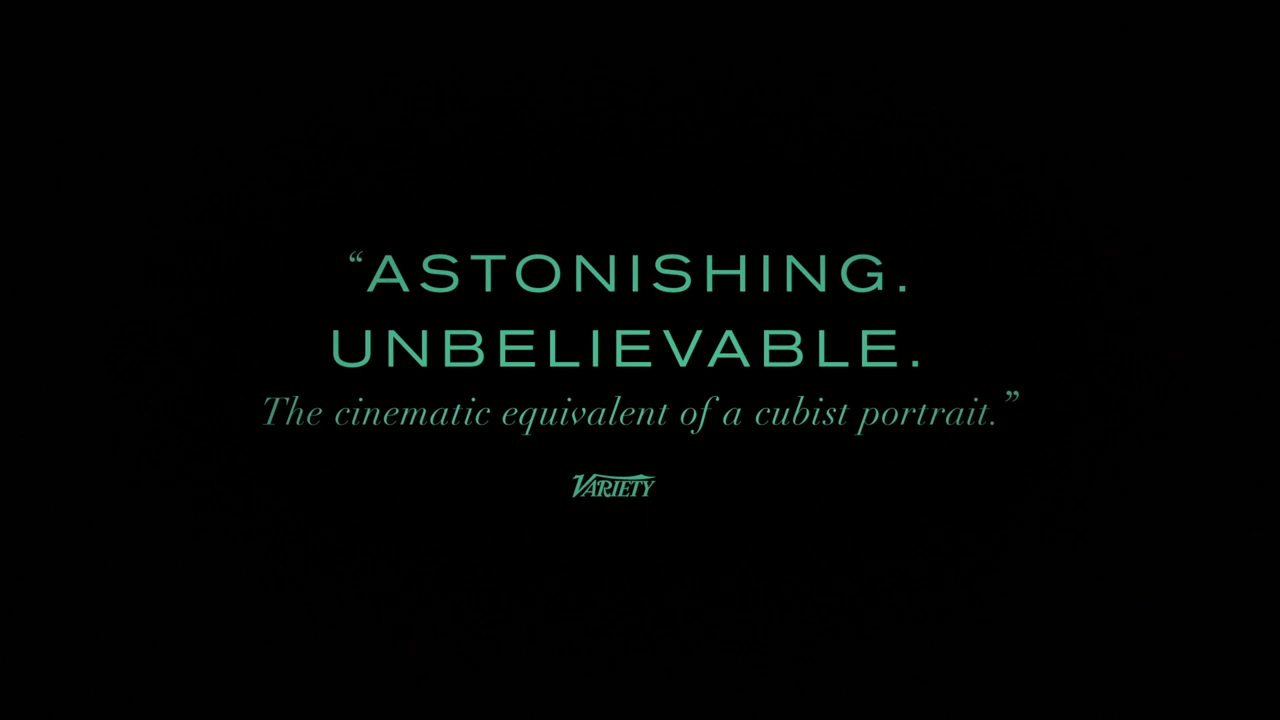 “ASTONISHING.
UNBELIEVABLE.
The cinematic equivalent of a cubist portrait.”
VARIETY